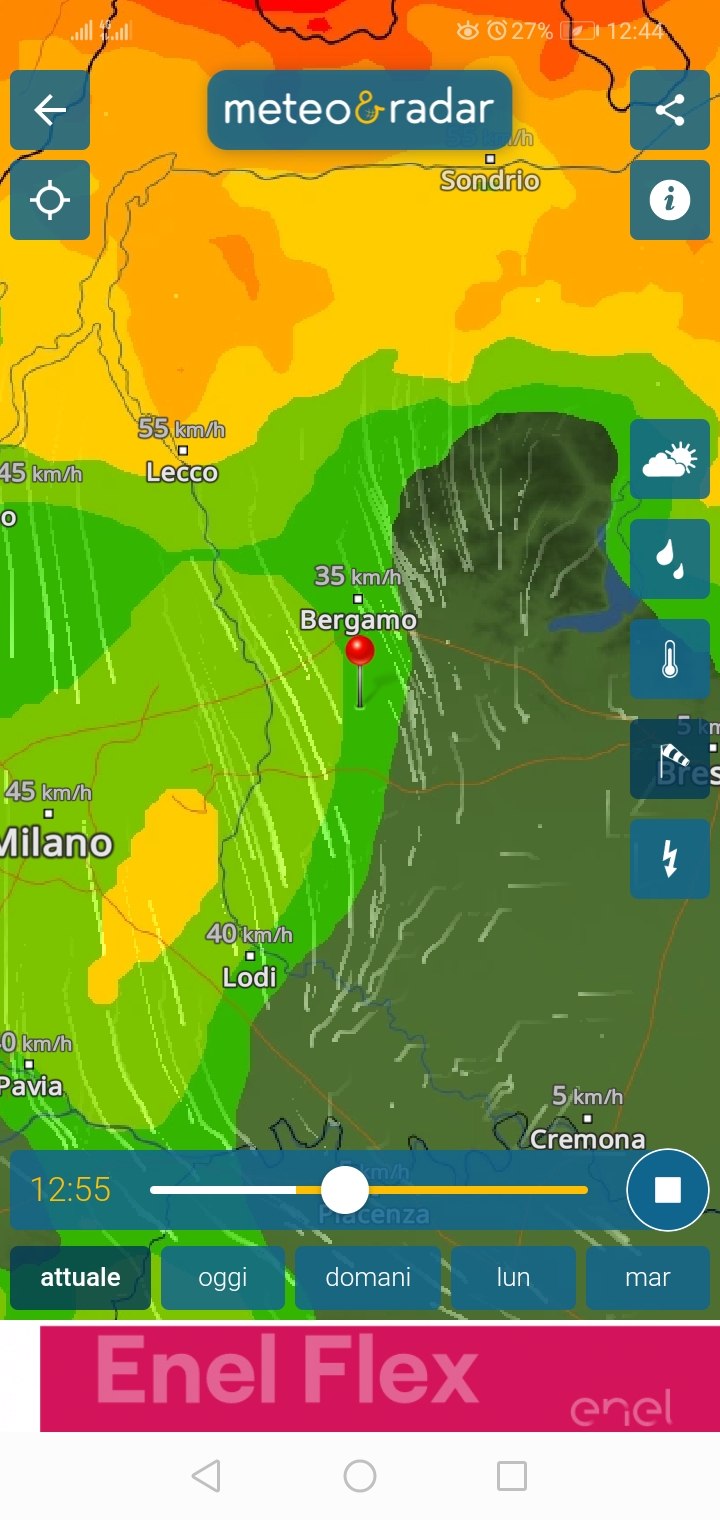 4G
27%
12:44
meteo&radar
55 km/h
Sondrio
55 km/h
Lecco
45 km/h
o
35 km/h
Bergamo
5 km
Bres
45 km/h
Milano
40 km/h
Lodi
0 km/h
Pavia
5 km/h
Cremona
km/h
12:55
Piacenza
attuale
oggi
domani
lun
mar
Enel Flex
enel